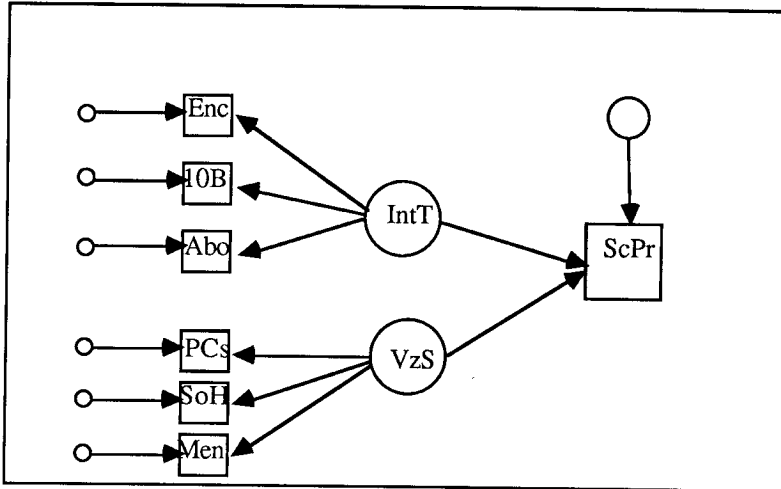 Enc
10B
IntT
Abo
ScPr
PCs
VzS
SoH
Men